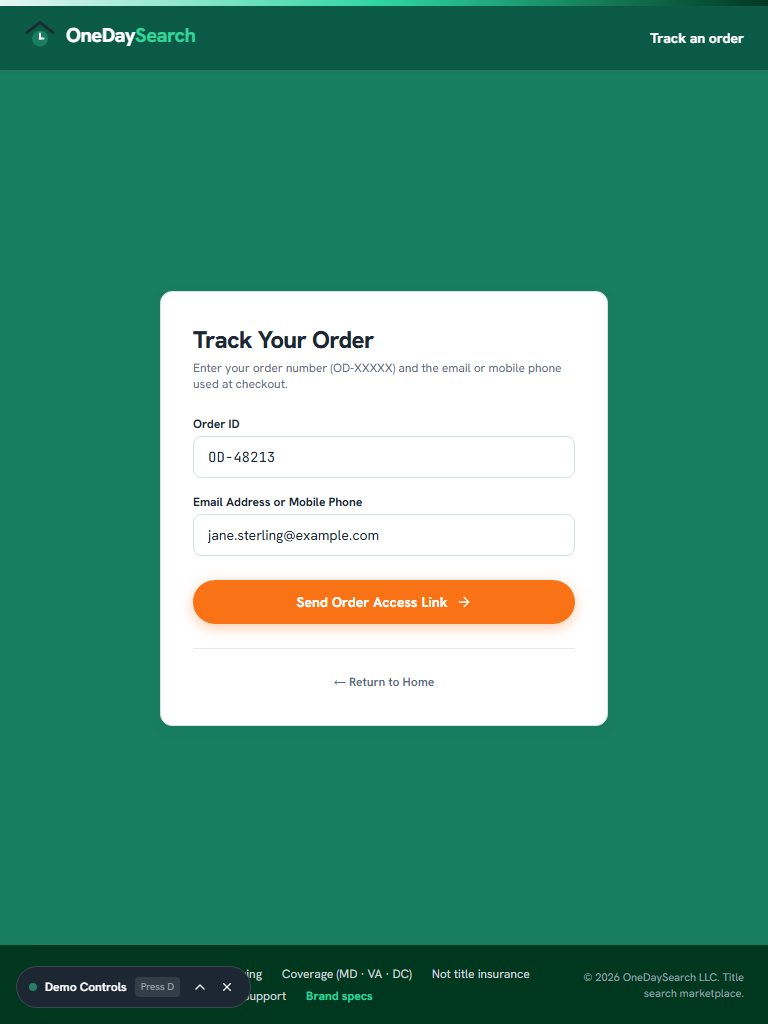 OneDaySearch
Track an order
Track Your Order
Enter your order number (OD-XXXXX) and the email or mobile phone
used at checkout.
Order ID
OD-48213
Email Address or Mobile Phone
jane.sterling@example.com
Send Order Access Link →
← Return to Home
Coverage (MD · VA · DC)
Not title insurance
Brand specs
© 2026 OneDaySearch LLC. Title
search marketplace.
Demo Controls
Press D